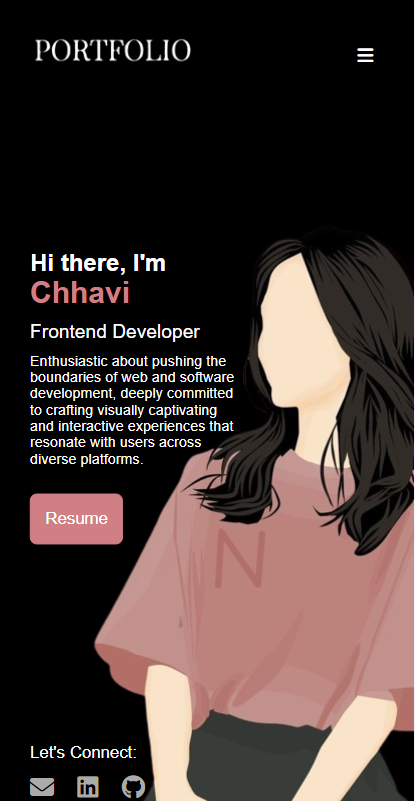 PORTFOLIO
Hi there, I'm
Chhavi
Frontend Developer
Enthusiastic about pushing the
boundaries of web and software
development, deeply committed
to crafting visually captivating
and interactive experiences that
resonate with users across
diverse platforms.
N
Resume
Let's Connect: